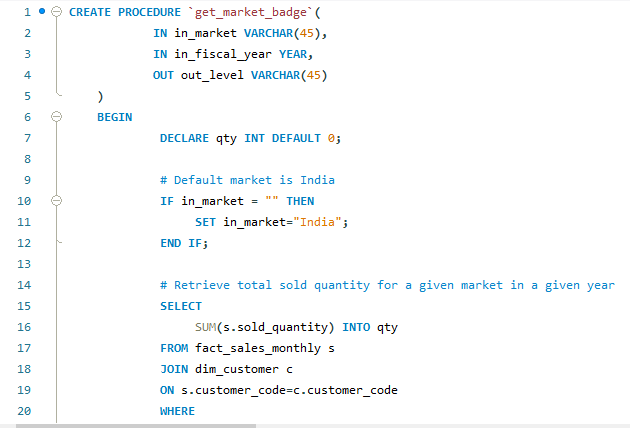 1 CREATE PROCEDURE `get_market_badge`(
2 IN in_market VARCHAR(45),
3 IN in_fiscal_year YEAR,
4 OUT out_level VARCHAR(45)
5 )
6 BEGIN
7 DECLARE qty INT DEFAULT 0;
8
9 # Default market is India
10 IF in_market = "" THEN
11 SET in_market="India";
12 END IF;
13
14 # Retrieve total sold quantity for a given market in a given year
15 SELECT
16 SUM(s.sold_quantity) INTO qty
17 FROM fact_sales_monthly s
18 JOIN dim_customer c
19 ON s.customer_code=c.customer_code
20 WHERE